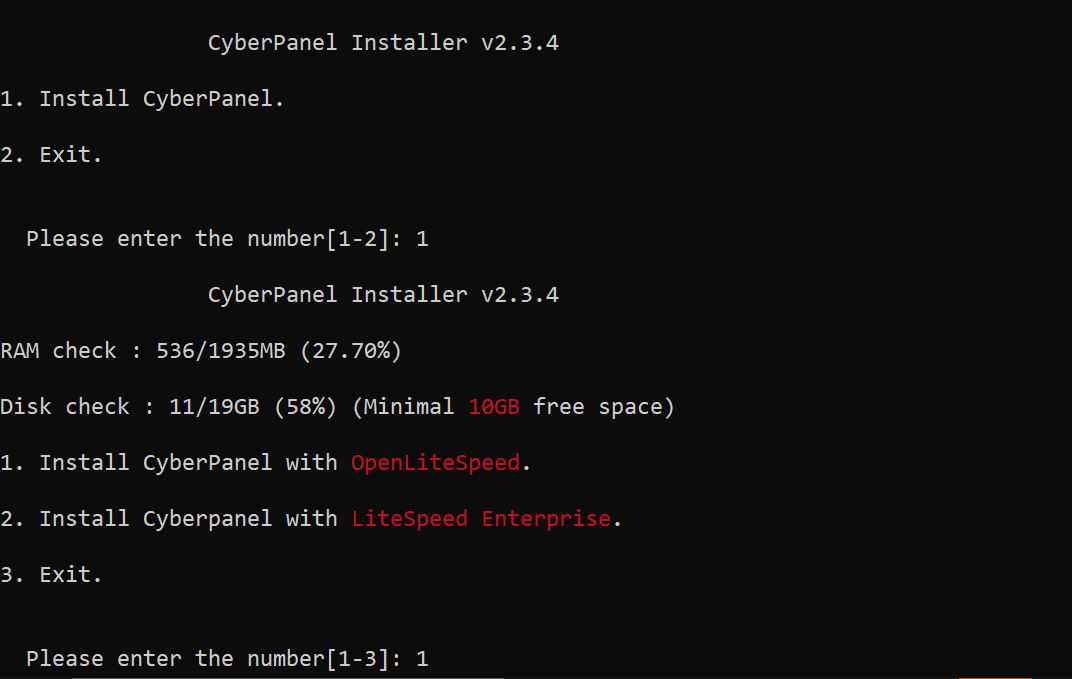 CyberPanel Installer v2.3.4
1. Install CyberPanel.
2. Exit.
Please enter the number[1-2]: 1
CyberPanel Installer v2.3.4
RAM check : 536/1935MB (27.70%)
Disk check : 11/19GB (58%) (Minimal 10GB free space)
1. Install CyberPanel with OpenLiteSpeed.
2. Install Cyberpanel with LiteSpeed Enterprise.
3. Exit.
Please enter the number[1-3]: 1